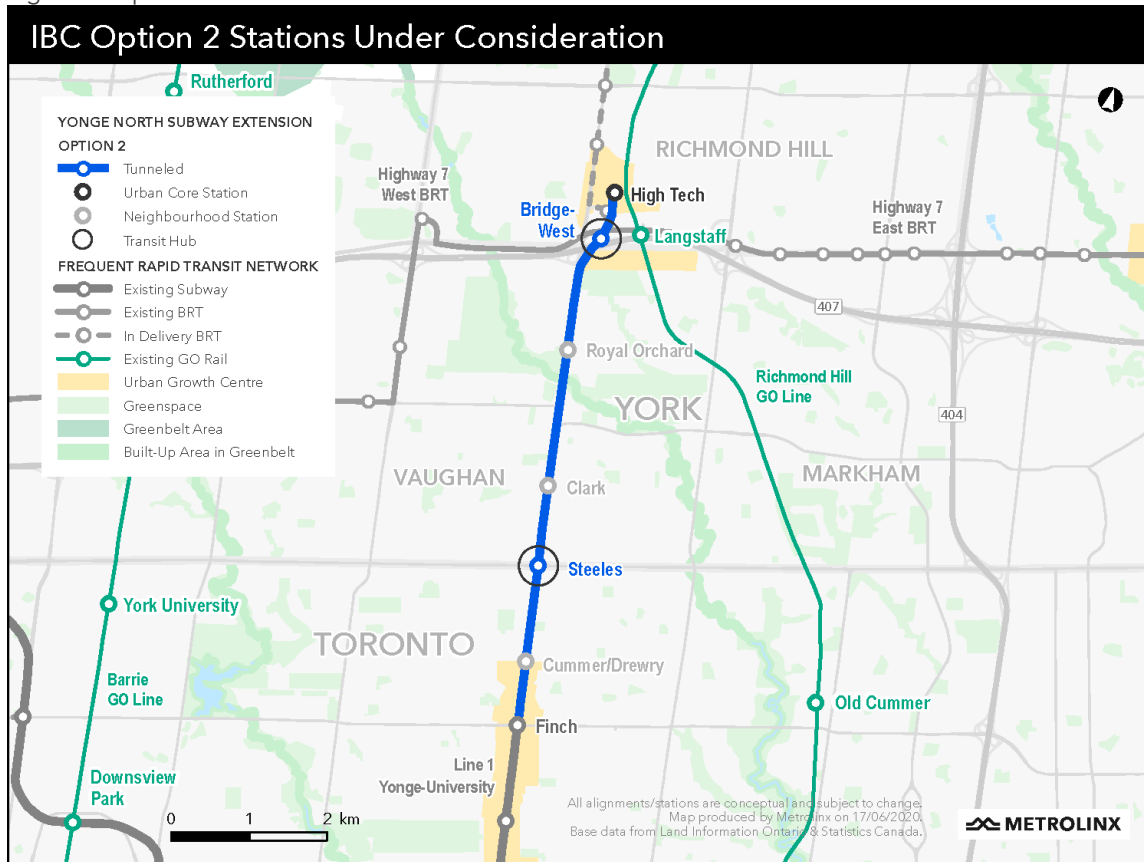 IBC Option 2 Stations Under Consideration
Rutherford
YONGE NORTH SUBWAY EXTENSION
OPTION 2
Tunneled
Urban Core Station
Neighbourhood Station
Transit Hub
FREQUENT RAPID TRANSIT NETWORK
Existing Subway
Existing BRT
In Delivery BRT
Existing GO Rail
Urban Growth Centre
Greenspace
Greenbelt Area
Built-Up Area in Greenbelt
RICHMOND HILL
Highway 7
West BRT
High Tech
Bridge-
West
Langstaff
Highway 7
East BRT
407
Royal Orchard
Richmond Hill
GO Line
YORK
404
VAUGHAN
Clark
MARKHAM
Steeles
York University
TORONTO
Cummer/Drewry
Barrie
GO Line
Old Cummer
Finch
Line 1
Yonge-University
Downsview
Park
0 1 2 km
All alignments/stations are conceptual and subject to change.
Map produced by Metrolinx on 17/06/2020.
Base data from Land Information Ontario & Statistics Canada.
METROLINX